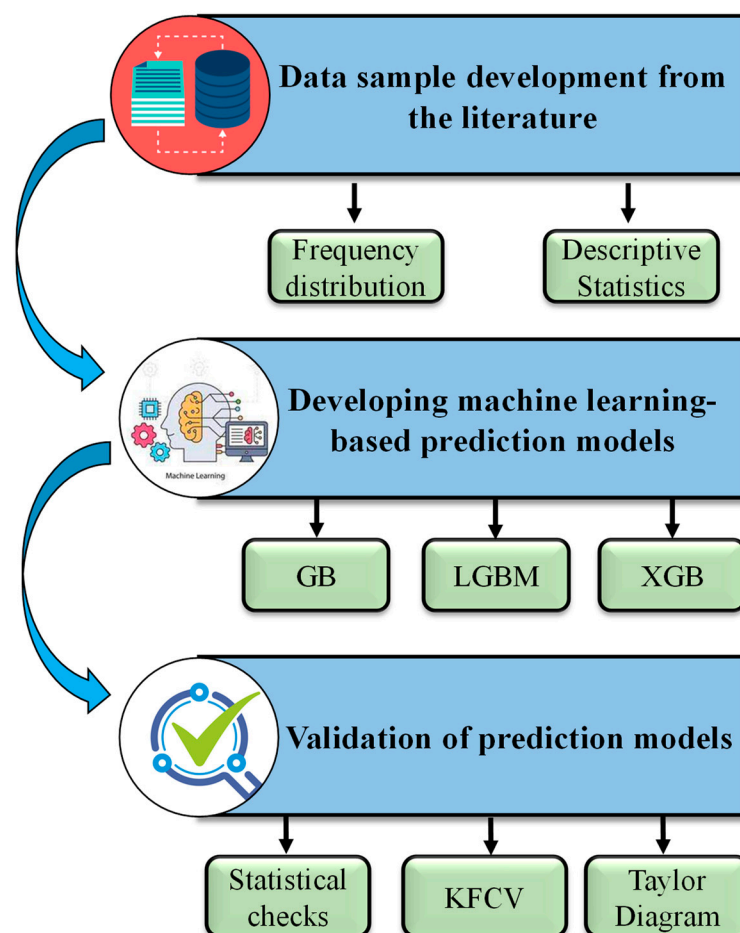 Data sample development from
the literature
Frequency
distribution
Descriptive
Statistics
Developing machine learning-
based prediction models
Machine Learning
GB
LGBM
XGB
Validation of prediction models
Statistical
checks
KFCV
Taylor
Diagram